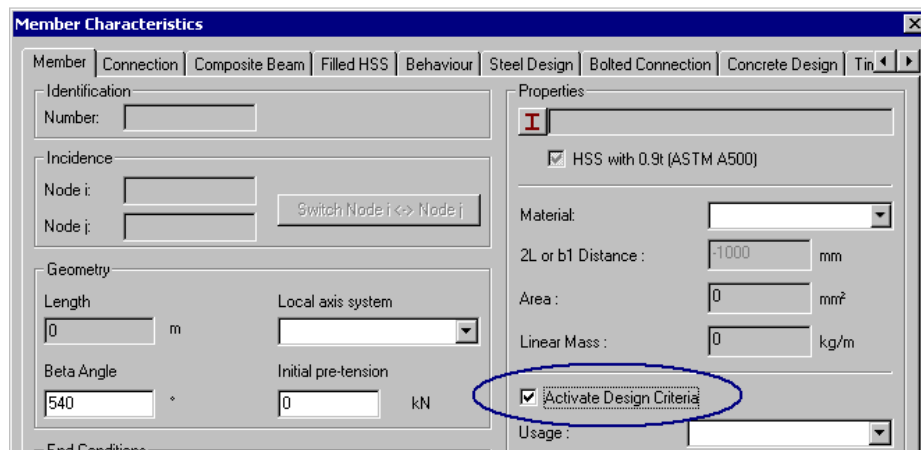 Member Characteristics
Member Connection Composite Beam Filled HSS Behaviour Steel Design Bolted Connection Concrete Design Tim
Identification
Number:
Incidence
Node i:
Node j:
Switch Node i <-> Node j
Geometry
Length
Local axis system
0 m
Beta Angle
Initial pre-tension
540 °
0 kN
End Conditions
Properties
I
HSS with 0.9t (ASTM A500)
Material:
2L or b1 Distance : -1000 mm
Area : 0 mm²
Linear Mass : 0 kg/m
Activate Design Criteria
Usage :